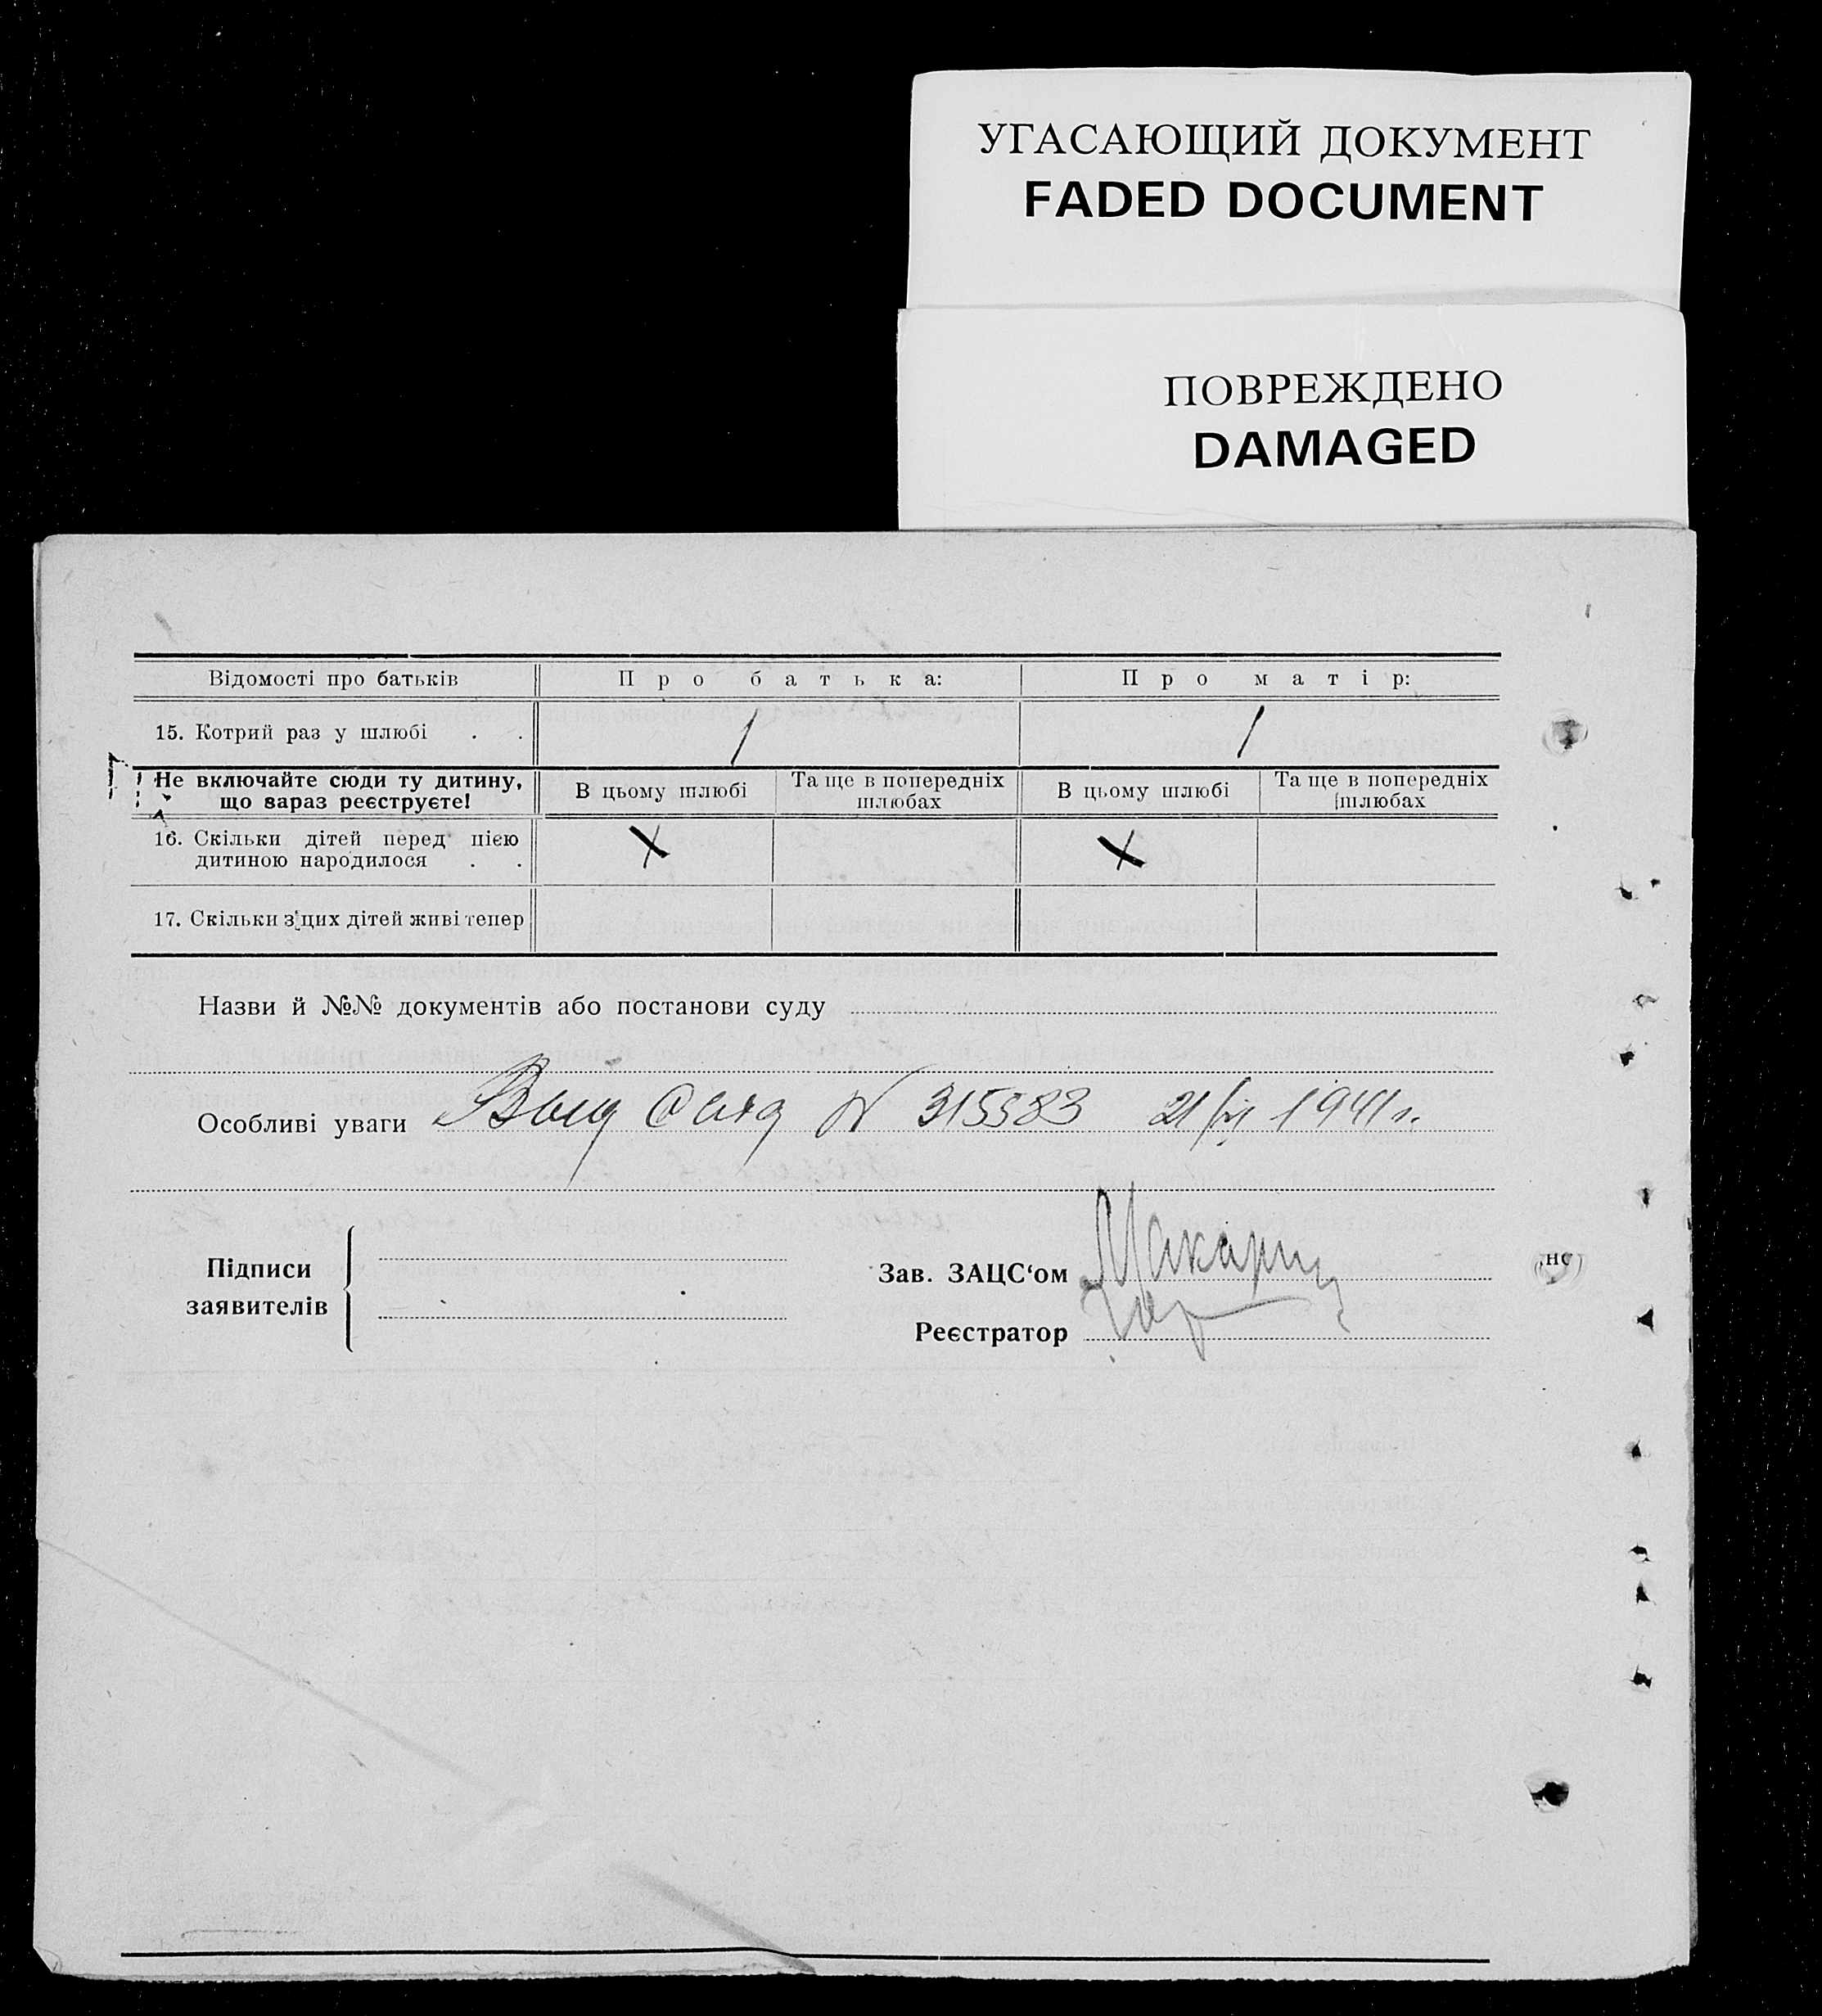 УГАСАЮЩИЙ ДОКУМЕНТ
FADED DOCUMENT
ПОВРЕЖДЕНО
DAMAGED
Відомості про батьків Про батька: Про матір:
15. Котрий раз у шлюбі . . 1 1
Не включайте сюди ту дитину, що вараз реєструєте! В цьому шлюбі Та ще в попередніх шлюбах В цьому шлюбі Та ще в попередніх шлюбах
16. Скільки дітей перед цією
дитиною народилося . . X X
17. Скільки з цих дітей живі тепер
Назви й №№ документів або постанови суду
Особливі уваги N 315583 1941 г.
Підписи
заявителів
Зав. ЗАЦС‘ом
Реєстратор
но